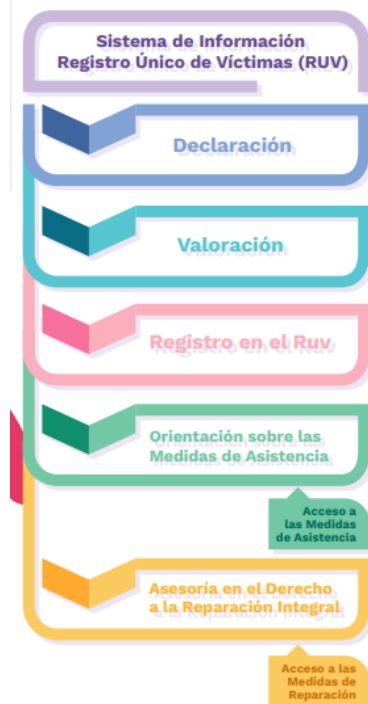 Sistema de Información
Registro Único de Víctimas (RUV)
Declaración
Valoración
Registro en el Ruv
Orientación sobre las
Medidas de Asistencia
Acceso a
las Medidas
de Asistencia
Asesoría en el Derecho
a la Reparación Integral
Acceso a las
Medidas de
Reparación